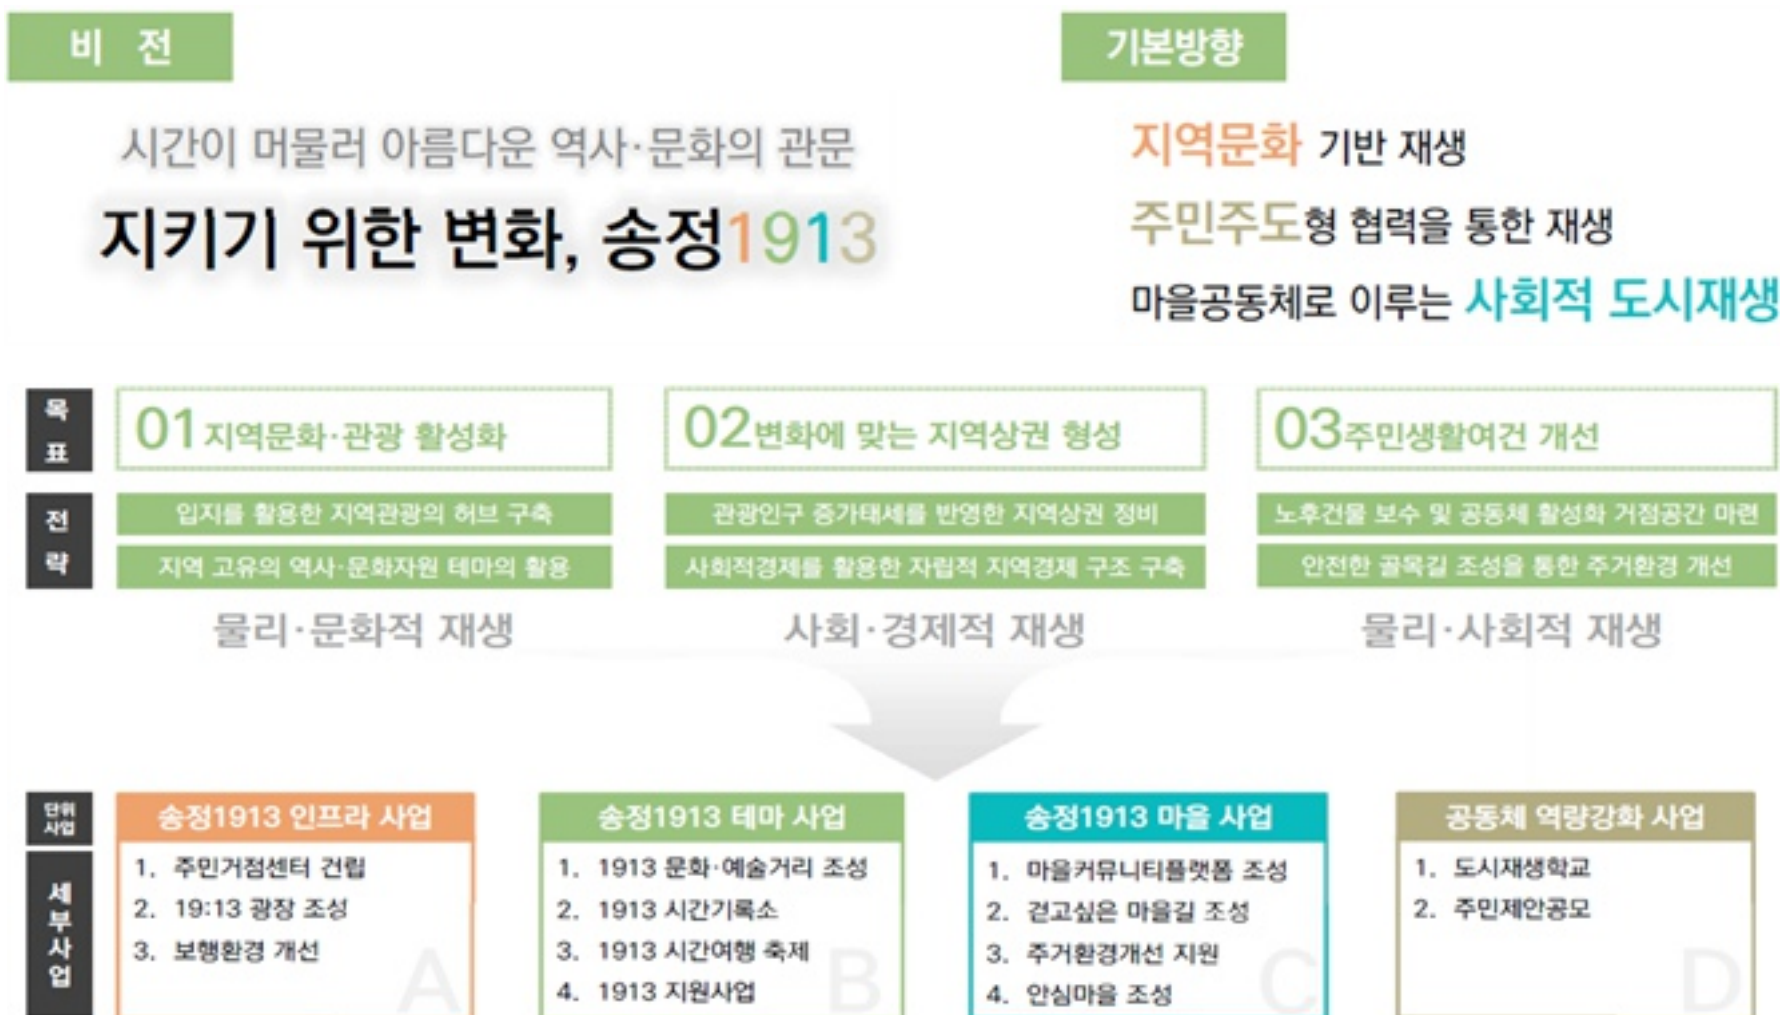 비 전
시간이 머물러 아름다운 역사·문화의 관문
지키기 위한 변화, 송정1913
기본방향
지역문화 기반 재생
주민주도형 협력을 통한 재생
마을공동체로 이루는 사회적 도시재생
목표
01 지역문화·관광 활성화
02 변화에 맞는 지역상권 형성
03 주민생활여건 개선
전략
입지를 활용한 지역관광의 허브 구축
지역 고유의 역사·문화자원 테마의 활용
물리·문화적 재생
관광인구 증가태세를 반영한 지역상권 정비
사회적경제를 활용한 자립적 지역경제 구조 구축
사회·경제적 재생
노후건물 보수 및 공동체 활성화 거점공간 마련
안전한 골목길 조성을 통한 주거환경 개선
물리·사회적 재생
단위
사업
세부사업
송정1913 인프라 사업
1. 주민거점센터 건립
2. 19:13 광장 조성
3. 보행환경 개선
A
송정1913 테마 사업
1. 1913 문화·예술거리 조성
2. 1913 시간기록소
3. 1913 시간여행 축제
4. 1913 지원사업
B
송정1913 마을 사업
1. 마을커뮤니티플랫폼 조성
2. 걷고싶은 마을길 조성
3. 주거환경개선 지원
4. 안심마을 조성
C
공동체 역량강화 사업
1. 도시재생학교
2. 주민제안공모
D